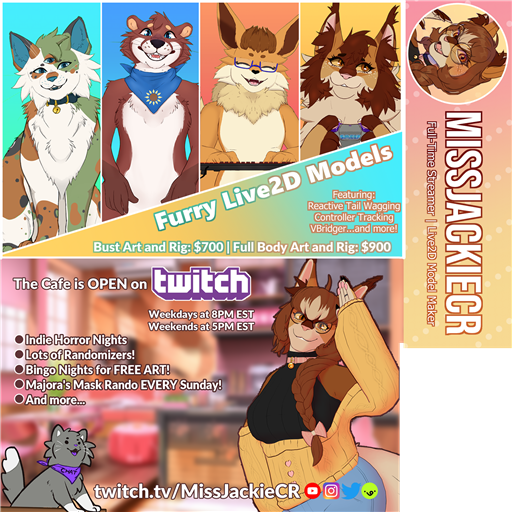 Furry Live2D Models
Featuring:
Reactive Tail Wagging
Controller Tracking
VBridger...and more!
Bust Art and Rig: $700 | Full Body Art and Rig: $900
MISSJACKIECR
Full-Time Streamer | Live2D Model Maker
The Cafe is OPEN on twitch
Weekdays at 8PM EST
Weekends at 5PM EST
Indie Horror Nights
Lots of Randomizers!
Bingo Nights for FREE ART!
Majora's Mask Rando EVERY Sunday!
And more...
CHAT
twitch.tv/MissJackieCR